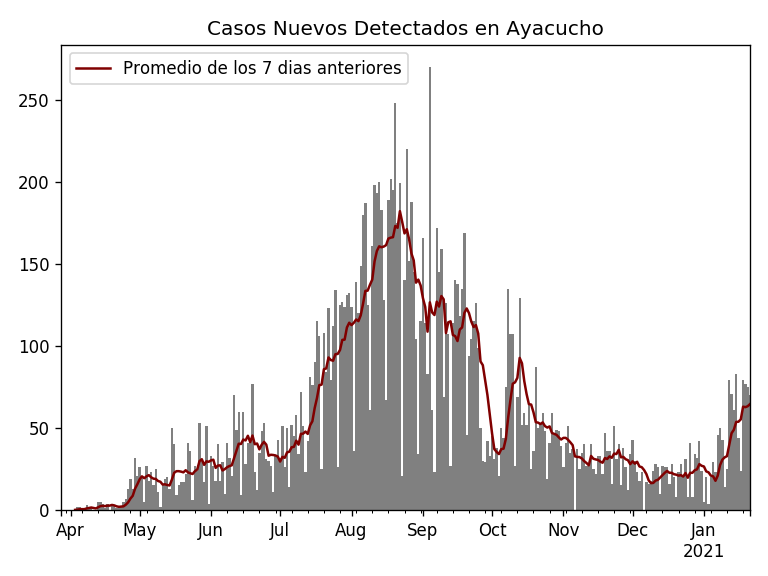 Casos Nuevos Detectados en Ayacucho
Promedio de los 7 dias anteriores
250
200
150
100
50
0
Apr May Jun Jul Aug Sep Oct Nov Dec Jan
2021